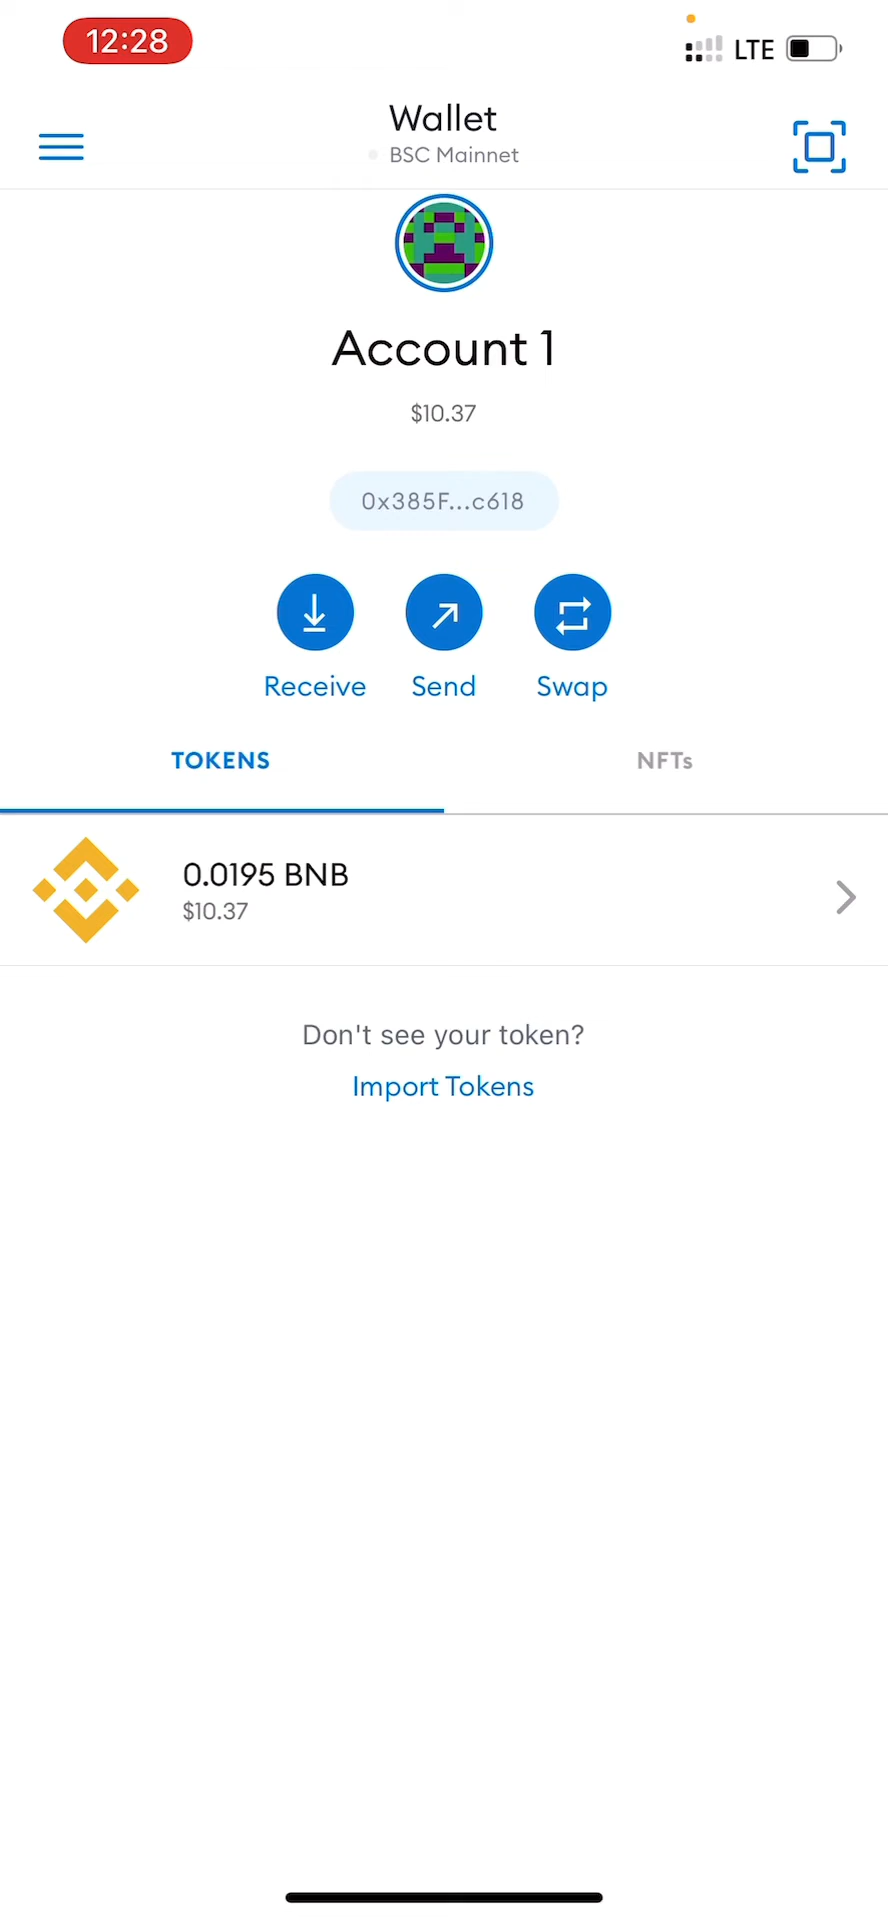 12:28
LTE
Wallet
BSC Mainnet
Account 1
$10.37
0x385F...c618
Receive Send Swap
TOKENS NFTs
0.0195 BNB
$10.37
Don't see your token?
Import Tokens